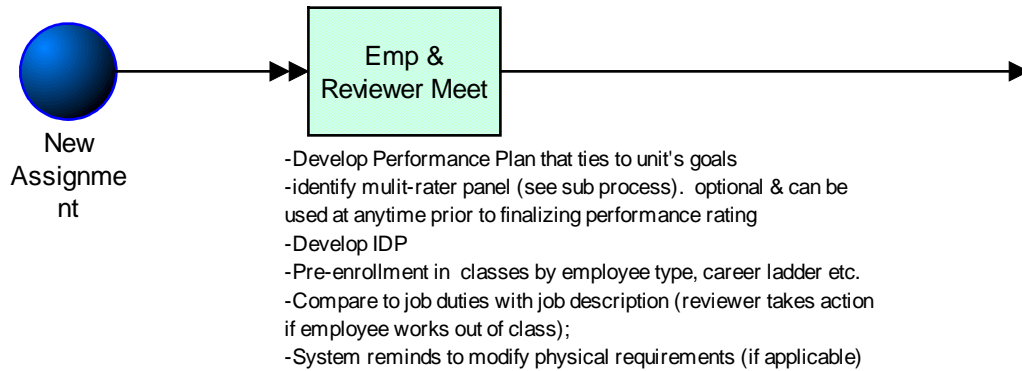 Emp &
Reviewer Meet
New
Assignme
nt
-Develop Performance Plan that ties to unit's goals
-identify mulit-rater panel (see sub process).  optional & can be
used at anytime prior to finalizing performance rating
-Develop IDP
-Pre-enrollment in  classes by employee type, career ladder etc.
-Compare to job duties with job description (reviewer takes action
if employee works out of class);
-System reminds to modify physical requirements (if applicable)